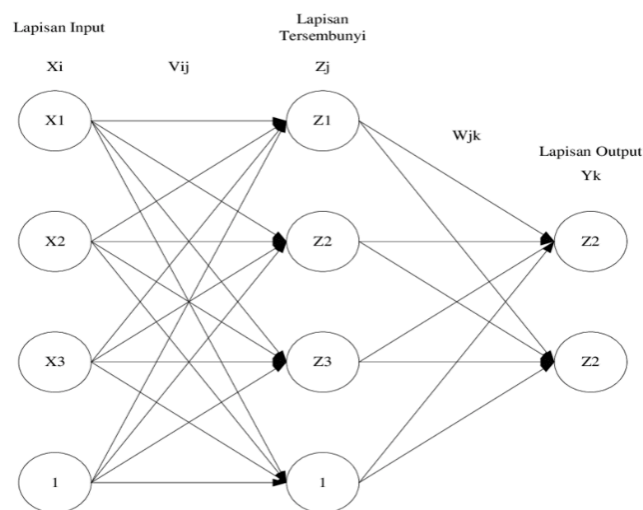 Lapisan Input
Lapisan
Tersembunyi
Xi
Vij
Zj
X1
Z1
Wjk
Lapisan Output
Yk
X2
Z2
Z2
X3
Z3
Z2
1
1